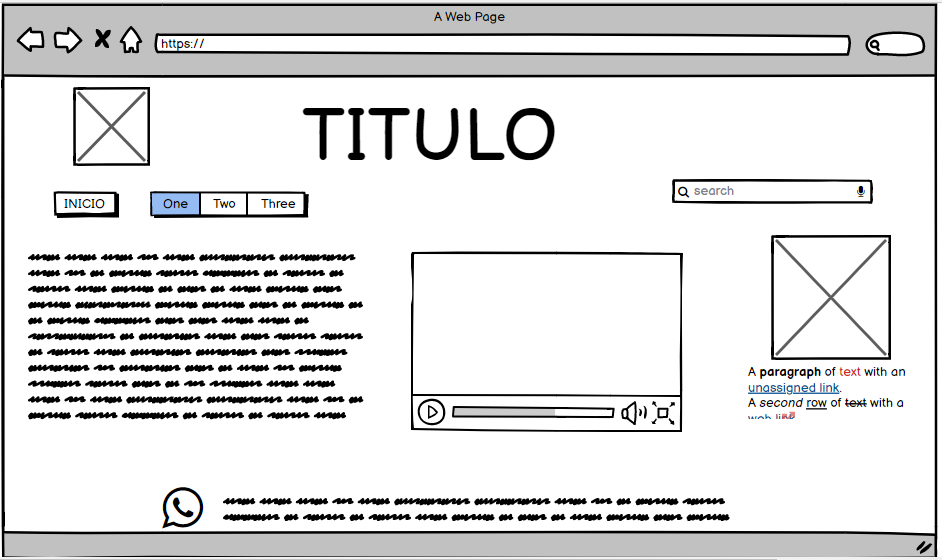 A Web Page
https://
TITULO
INICIO
One
Two
Three
search
A paragraph of text with an
unassigned link.
A second row of text with a
web link